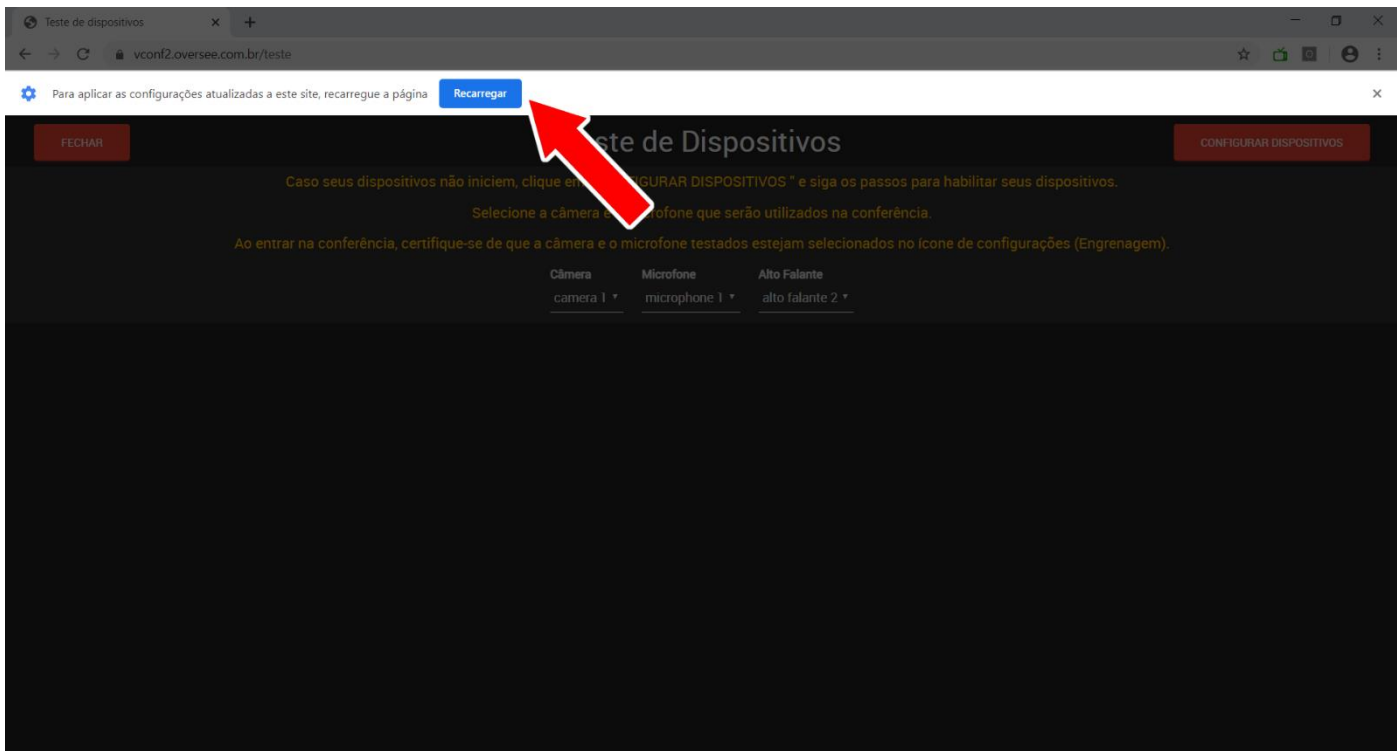 Teste de dispositivos
vconf2.oversee.com.br/teste
Para aplicar as configurações atualizadas a este site, recarregue a página Recarregar
FECHAR
ste de Dispositivos
CONFIGURAR DISPOSITIVOS
Caso seus dispositivos não iniciem, clique em GURAR DISPOSITIVOS " e siga os passos para habilitar seus dispositivos.
Selecione a câmera e rofone que serão utilizados na conferência.
Ao entrar na conferência, certifique-se de que a câmera e o microfone testados estejam selecionados no ícone de configurações (Engrenagem).
Câmera Microfone Alto Falante
camera 1 microphone 1 alto falante 2